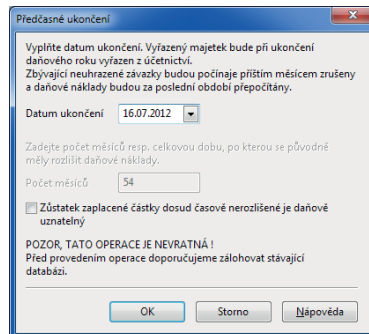 Předčasné ukončení
Vyplňte datum ukončení. Vyřazený majetek bude při ukončení
daňového roku vyřazen z účetnictví.
Zbývající neuhrazené závazky budou počínaje příštím měsícem zrušeny
a daňové náklady budou za poslední období přepočítány.
Datum ukončení 16.07.2012
Zadejte počet měsíců resp. celkovou dobu, po kterou se původně
měly rozlišit daňové náklady.
Počet měsíců 54
Zůstatek zaplacené částky dosud časově nerozlišené je daňově
uznatelný
POZOR, TATO OPERACE JE NEVRATNÁ !
Před provedením operace doporučujeme zálohovat stávající
databázi.
OK Storno Nápověda